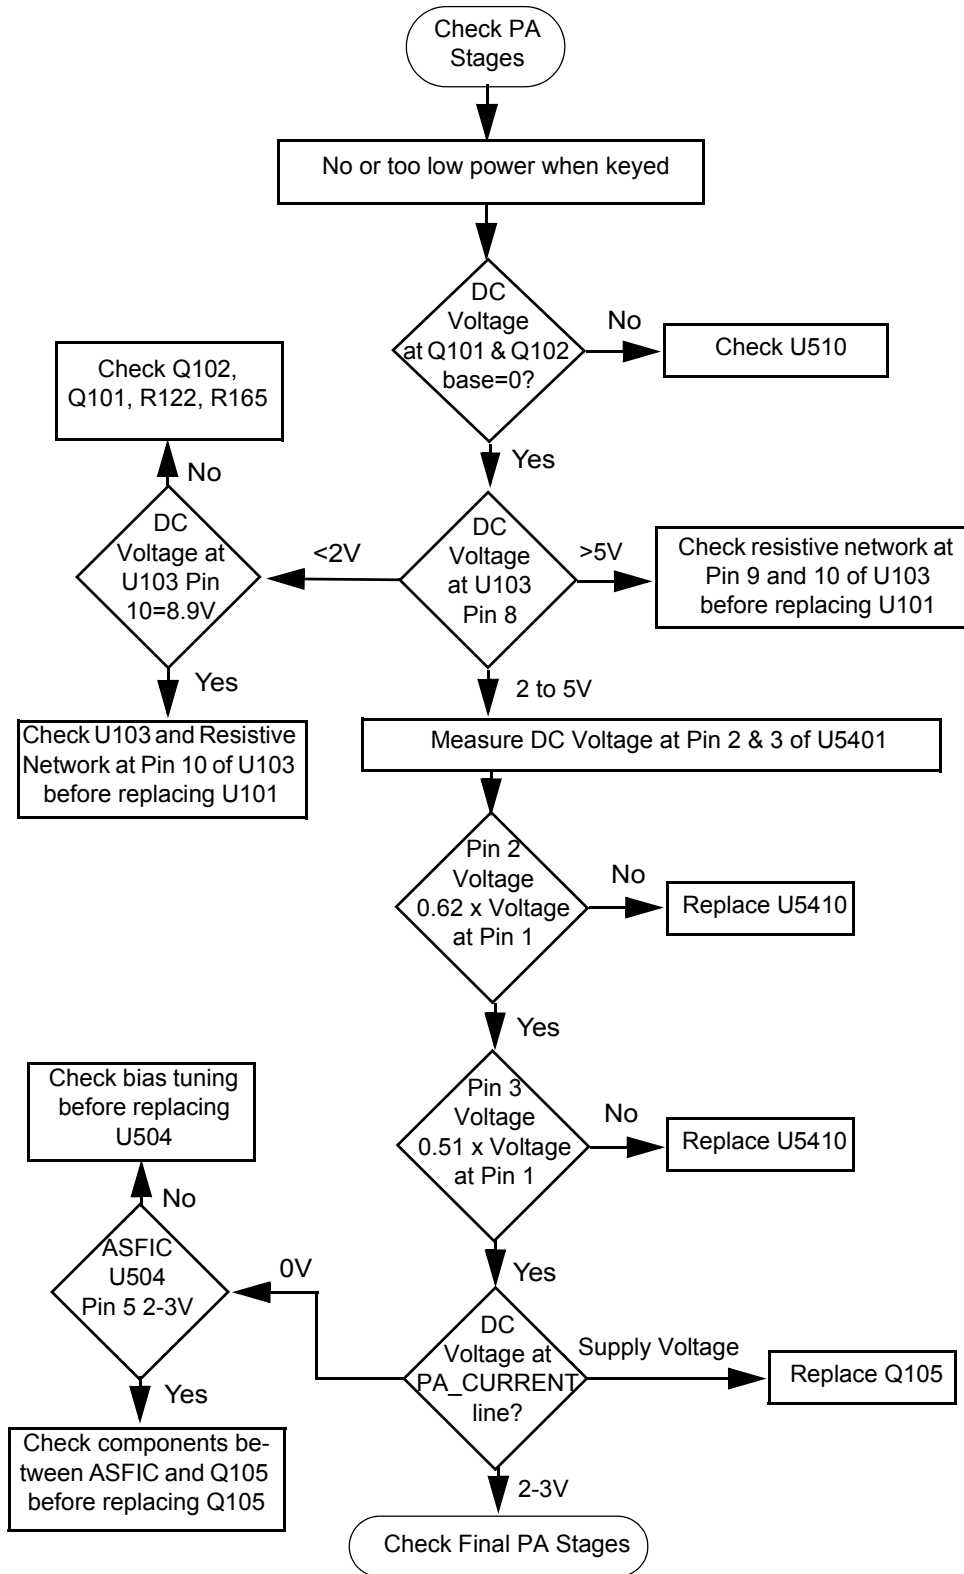 Check PA
Stages
No or too low power when keyed
DC
Voltage
at Q101 & Q102
base=0?
No
Check U510
Yes
Check Q102,
Q101, R122, R165
No
DC
Voltage at
U103 Pin
10=8.9V
<2V
DC
Voltage
at U103
Pin 8
>5V
Check resistive network at
Pin 9 and 10 of U103
before replacing U101
Yes
Check U103 and Resistive
Network at Pin 10 of U103
before replacing U101
2 to 5V
Measure DC Voltage at Pin 2 & 3 of U5401
Pin 2
Voltage
0.62 x Voltage
at Pin 1
No
Replace U5410
Yes
Pin 3
Voltage
0.51 x Voltage
at Pin 1
No
Replace U5410
Yes
Check bias tuning
before replacing
U504
No
ASFIC
U504
Pin 5 2-3V
0V
DC
Voltage at
PA_CURRENT
line?
Supply Voltage
Replace Q105
Yes
Check components be-
tween ASFIC and Q105
before replacing Q105
2-3V
Check Final PA Stages